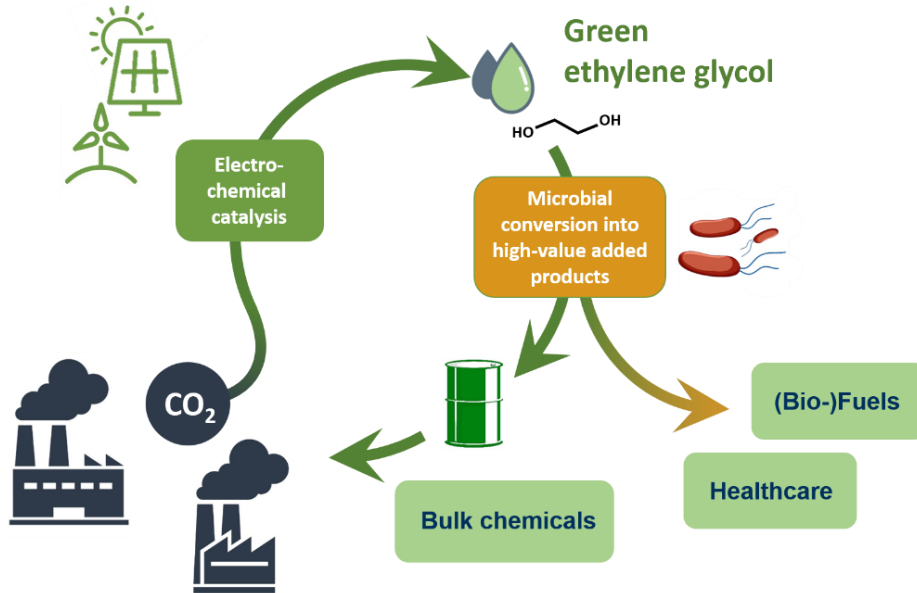 Green
ethylene glycol
HO
OH
Electro-
chemical
catalysis
Microbial
conversion into
high-value added
products
CO₂
(Bio-)Fuels
Healthcare
Bulk chemicals